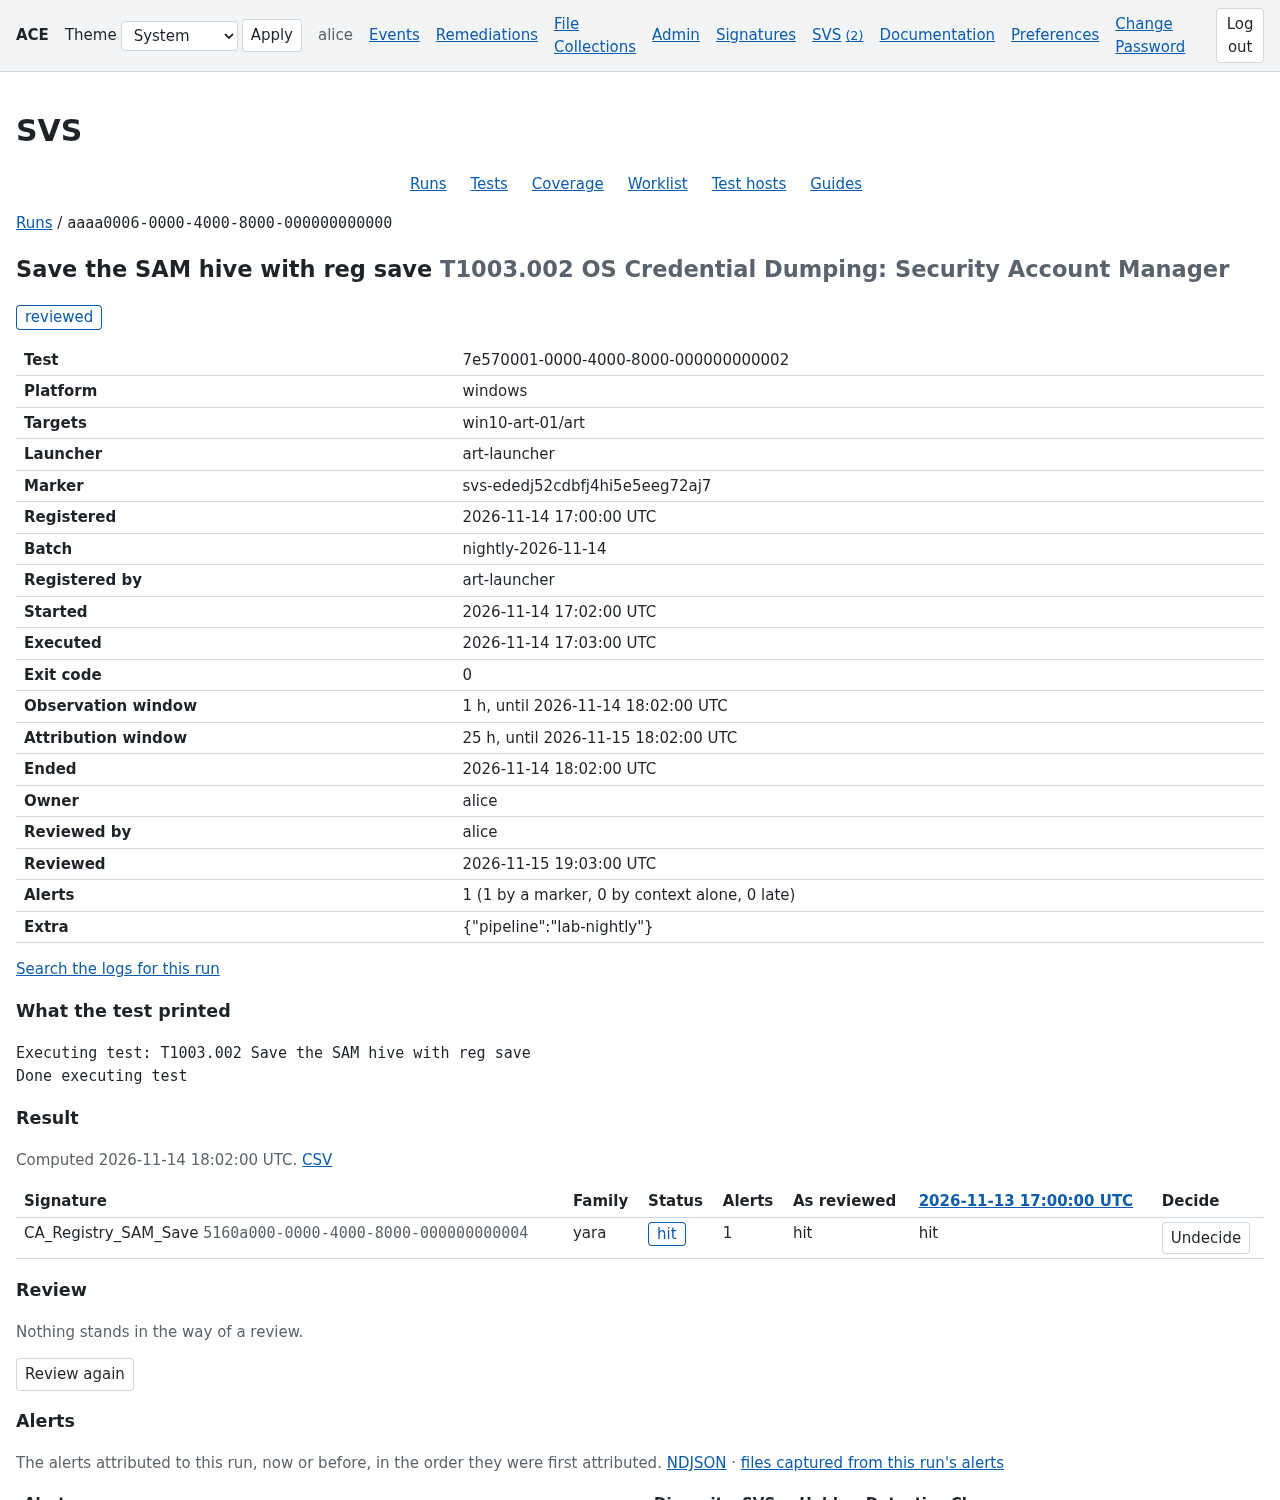 ACE Theme System Apply alice Events Remediations File Collections Admin Signatures SVS (2) Documentation Preferences Change Password Log out
SVS
Runs Tests Coverage Worklist Test hosts Guides
Runs / aaaa0006-0000-4000-8000-000000000000
Save the SAM hive with reg save T1003.002 OS Credential Dumping: Security Account Manager
reviewed
Test 7e570001-0000-4000-8000-000000000002
Platform windows
Targets win10-art-01/art
Launcher art-launcher
Marker svs-ededj52cdbfj4hi5e5eeg72aj7
Registered 2026-11-14 17:00:00 UTC
Batch nightly-2026-11-14
Registered by art-launcher
Started 2026-11-14 17:02:00 UTC
Executed 2026-11-14 17:03:00 UTC
Exit code 0
Observation window 1 h, until 2026-11-14 18:02:00 UTC
Attribution window 25 h, until 2026-11-15 18:02:00 UTC
Ended 2026-11-14 18:02:00 UTC
Owner alice
Reviewed by alice
Reviewed 2026-11-15 19:03:00 UTC
Alerts 1 (1 by a marker, 0 by context alone, 0 late)
Extra {"pipeline":"lab-nightly"}
Search the logs for this run
What the test printed
Executing test: T1003.002 Save the SAM hive with reg save
Done executing test
Result
Computed 2026-11-14 18:02:00 UTC. CSV
Signature Family Status Alerts As reviewed 2026-11-13 17:00:00 UTC Decide
CA_Registry_SAM_Save 5160a000-0000-4000-8000-000000000004 yara hit 1 hit hit Undecide
Review
Nothing stands in the way of a review.
Review again
Alerts
The alerts attributed to this run, now or before, in the order they were first attributed. NDJSON · files captured from this run's alerts